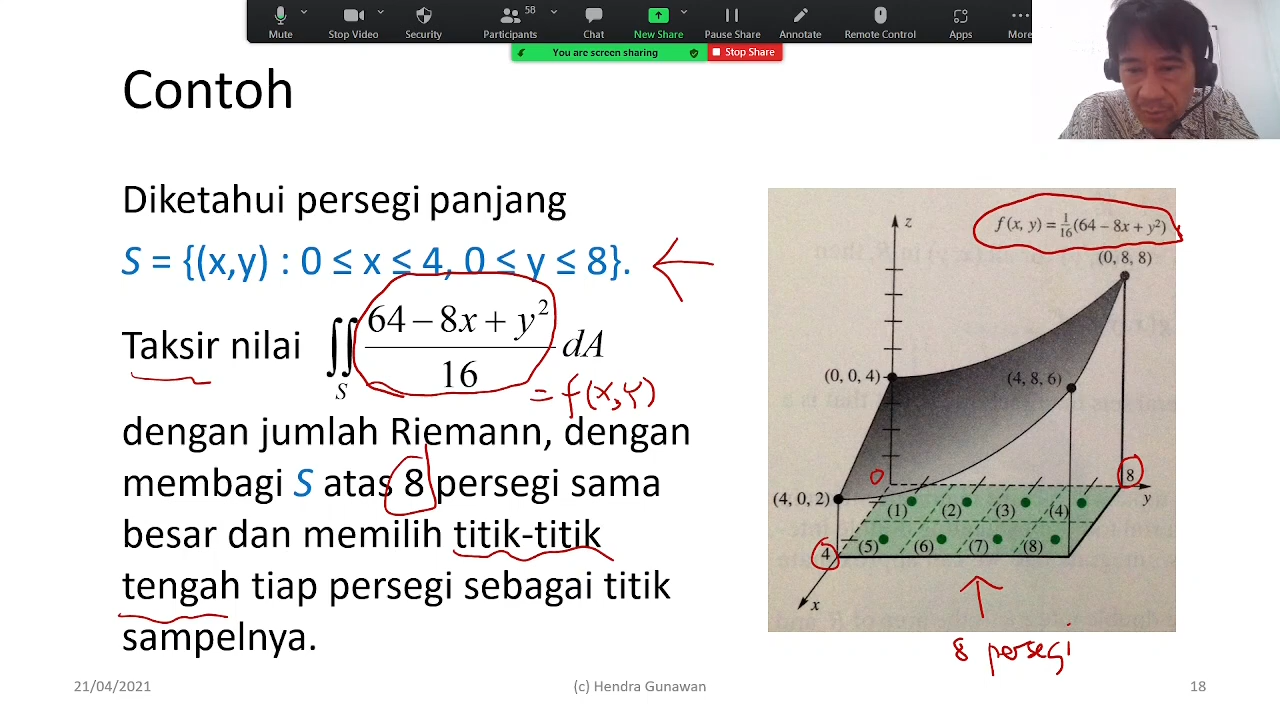 Mute
Stop Video
Security
Participants
58
Chat
New Share
Pause Share
Annotate
Remote Control
Apps
More
You are screen sharing
Stop Share
Contoh
Diketahui persegi panjang
S = {(x,y) : 0 ≤ x ≤ 4, 0 ≤ y ≤ 8}.
Taksir nilai ∬_S (64 − 8x + y²)/16 dA
= f(x,y)
dengan jumlah Riemann, dengan
membagi S atas 8 persegi sama
besar dan memilih titik-titik
tengah tiap persegi sebagai titik
sampelnya.
z
f(x, y) = 1/16(64 − 8x + y²)
(0, 8, 8)
(0, 0, 4)
(4, 8, 6)
0
8
y
(4, 0, 2)
(1) (2) (3) (4)
4
(5) (6) (7) (8)
x
8 persegi
21/04/2021
(c) Hendra Gunawan
18